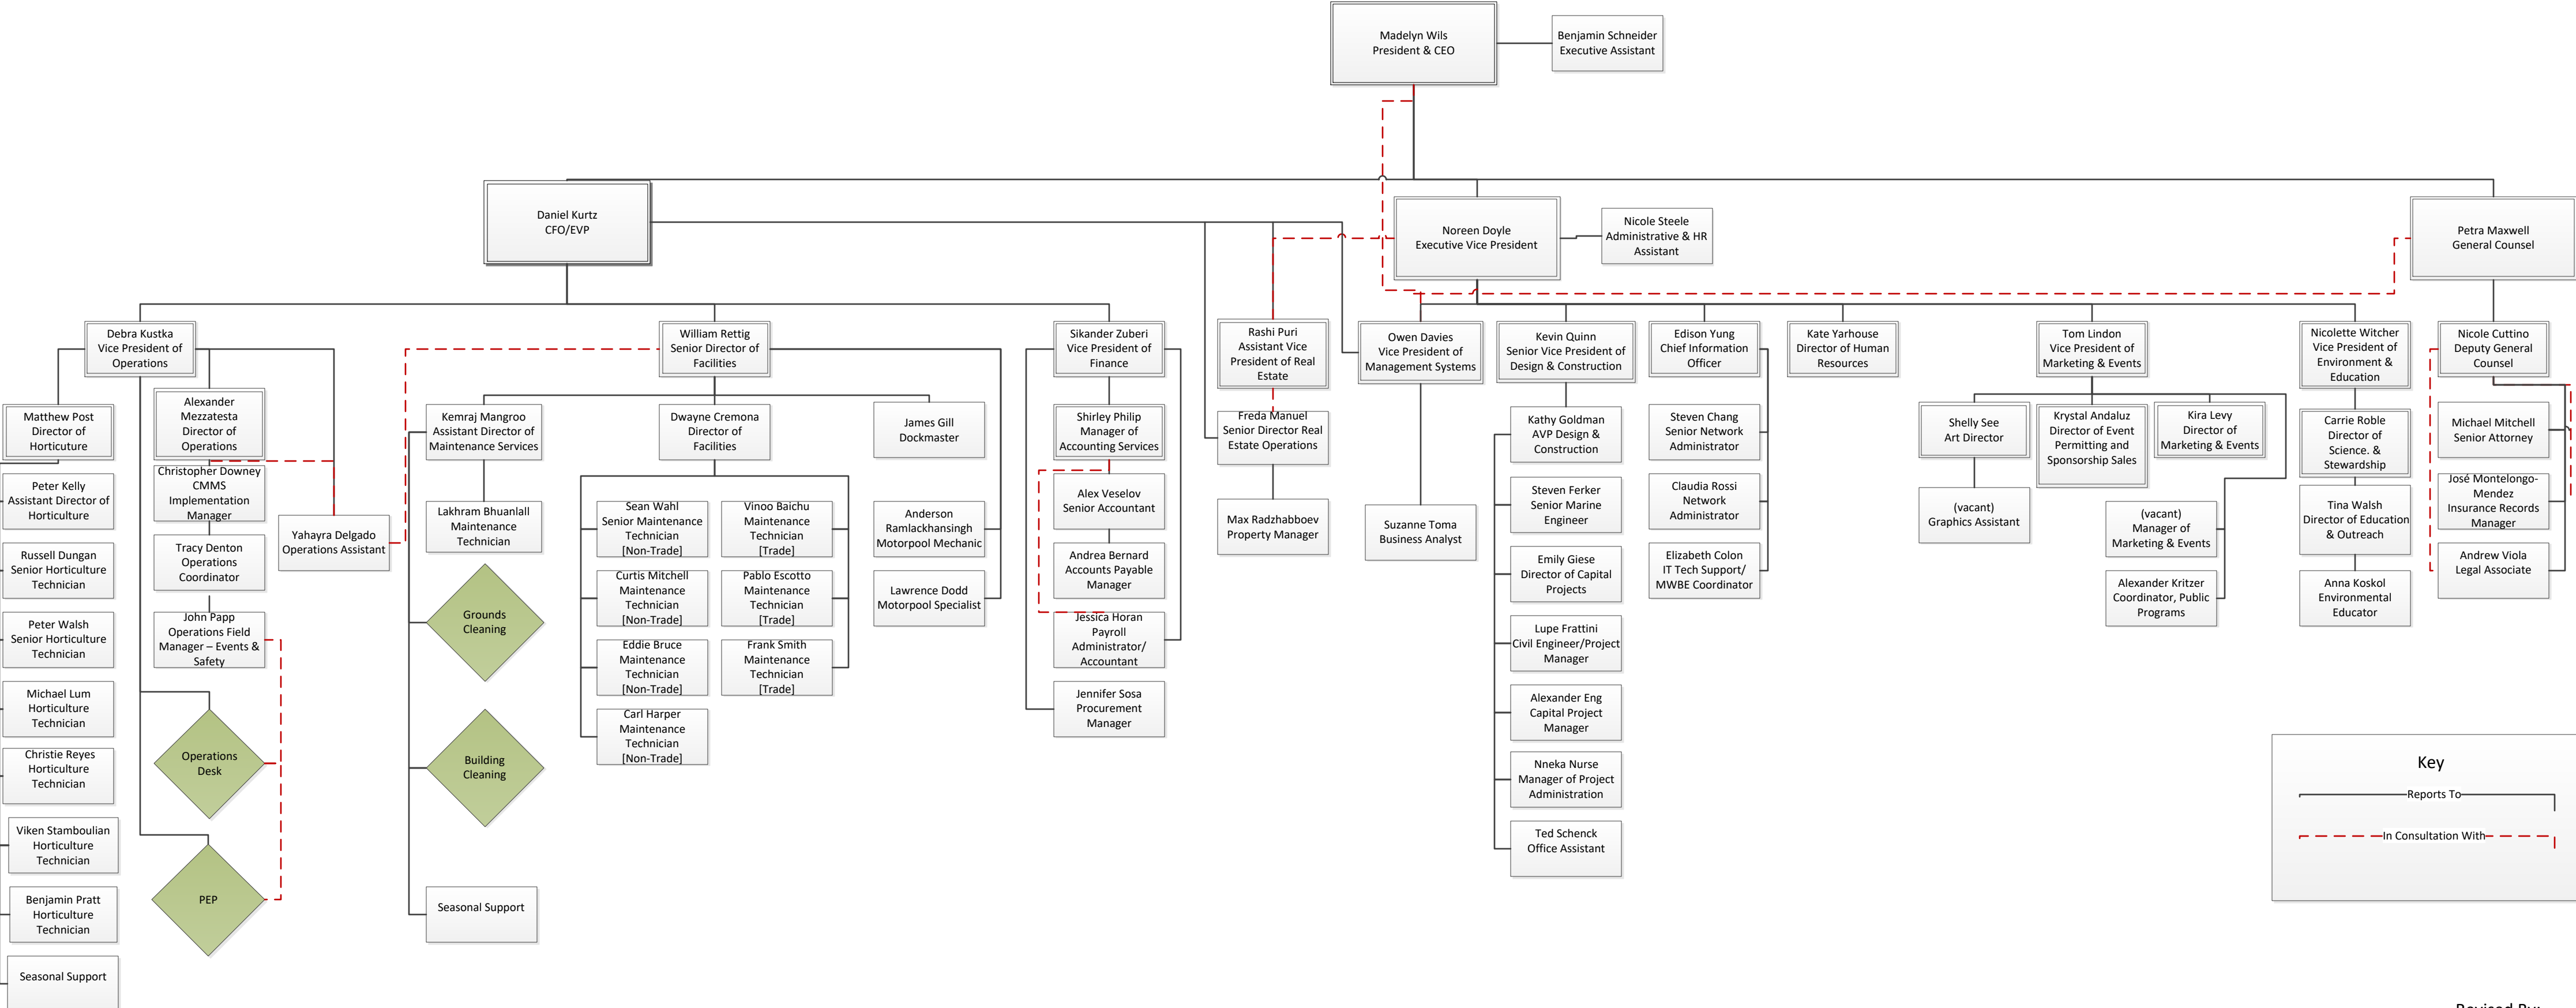 Madelyn Wils
President & CEO
Benjamin Schneider
Executive Assistant
Daniel Kurtz
CFO/EVP
Noreen Doyle
Executive Vice President
Nicole Steele
Administrative & HR
Assistant
Petra Maxwell
General Counsel
Debra Kustka
Vice President of
Operations
William Rettig
Senior Director of
Facilities
Sikander Zuberi
Vice President of
Finance
Rashi Puri
Assistant Vice
President of Real
Estate
Owen Davies
Vice President of
Management Systems
Kevin Quinn
Senior Vice President of
Design & Construction
Edison Yung
Chief Information
Officer
Kate Yarhouse
Director of Human
Resources
Tom Lindon
Vice President of
Marketing & Events
Nicolette Witcher
Vice President of
Environment &
Education
Nicole Cuttino
Deputy General
Counsel
Matthew Post
Director of
Horticuture
Peter Kelly
Assistant Director of
Horticulture
Russell Dungan
Senior Horticulture
Technician
Peter Walsh
Senior Horticulture
Technician
Michael Lum
Horticulture
Technician
Christie Reyes
Horticulture
Technician
Viken Stamboulian
Horticulture
Technician
Benjamin Pratt
Horticulture
Technician
Seasonal Support
Alexander
Mezzatesta
Director of
Operations
Christopher Downey
CMMS
Implementation
Manager
Tracy Denton
Operations
Coordinator
John Papp
Operations Field
Manager – Events &
Safety
Operations
Desk
PEP
Yahayra Delgado
Operations Assistant
Kemraj Mangroo
Assistant Director of
Maintenance Services
Lakhram Bhuanlall
Maintenance
Technician
Grounds
Cleaning
Building
Cleaning
Seasonal Support
Dwayne Cremona
Director of
Facilities
Sean Wahl
Senior Maintenance
Technician
[Non-Trade]
Curtis Mitchell
Maintenance
Technician
[Non-Trade]
Eddie Bruce
Maintenance
Technician
[Non-Trade]
Carl Harper
Maintenance
Technician
[Non-Trade]
Vinoo Baichu
Maintenance
Technician
[Trade]
Pablo Escotto
Maintenance
Technician
[Trade]
Frank Smith
Maintenance
Technician
[Trade]
James Gill
Dockmaster
Anderson
Ramlackhansingh
Motorpool Mechanic
Lawrence Dodd
Motorpool Specialist
Shirley Philip
Manager of
Accounting Services
Alex Veselov
Senior Accountant
Andrea Bernard
Accounts Payable
Manager
Jessica Horan
Payroll
Administrator/
Accountant
Jennifer Sosa
Procurement
Manager
Freda Manuel
Senior Director Real
Estate Operations
Max Radzhabboev
Property Manager
Suzanne Toma
Business Analyst
Kathy Goldman
AVP Design &
Construction
Steven Ferker
Senior Marine
Engineer
Emily Giese
Director of Capital
Projects
Lupe Frattini
Civil Engineer/Project
Manager
Alexander Eng
Capital Project
Manager
Nneka Nurse
Manager of Project
Administration
Ted Schenck
Office Assistant
Steven Chang
Senior Network
Administrator
Claudia Rossi
Network
Administrator
Elizabeth Colon
IT Tech Support/
MWBE Coordinator
Shelly See
Art Director
(vacant)
Graphics Assistant
Krystal Andaluz
Director of Event
Permitting and
Sponsorship Sales
Kira Levy
Director of
Marketing & Events
(vacant)
Manager of
Marketing & Events
Alexander Kritzer
Coordinator, Public
Programs
Carrie Roble
Director of
Science. &
Stewardship
Tina Walsh
Director of Education
& Outreach
Anna Koskol
Environmental
Educator
Michael Mitchell
Senior Attorney
José Montelongo-
Mendez
Insurance Records
Manager
Andrew Viola
Legal Associate
Key
Reports To
In Consultation With